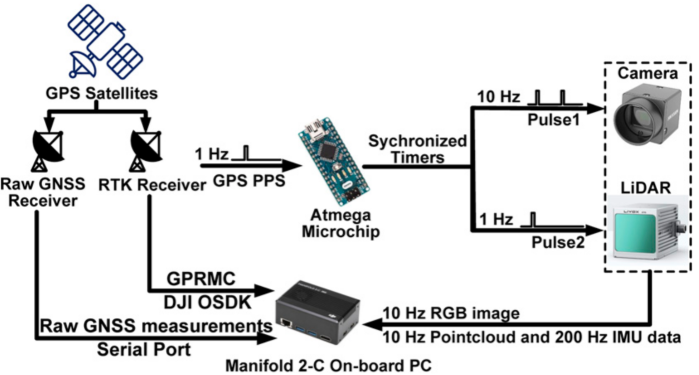 GPS Satellites
Raw GNSS
Receiver
RTK Receiver
1 Hz
GPS PPS
Atmega
Microchip
Sychronized
Timers
10 Hz
Pulse1
1 Hz
Pulse2
Camera
LiDAR
GPRMC
DJI OSDK
Raw GNSS measurements
Serial Port
10 Hz RGB image
10 Hz Pointcloud and 200 Hz IMU data
Manifold 2-C On-board PC